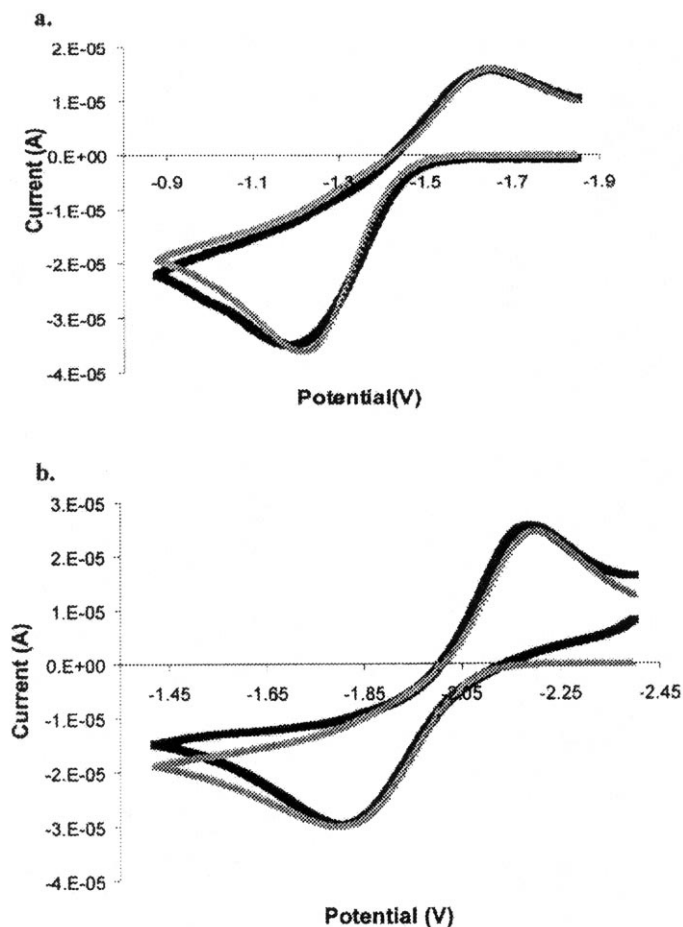 a.
2.E-05
1.E-05
0.E+00
-1.E-05
-2.E-05
-3.E-05
-4.E-05
-0.9 -1.1 -1.3 -1.5 -1.7 -1.9
Current (A)
Potential(V)
b.
3.E-05
2.E-05
1.E-05
0.E+00
-1.E-05
-2.E-05
-3.E-05
-4.E-05
-1.45 -1.65 -1.85 -2.05 -2.25 -2.45
Current (A)
Potential (V)